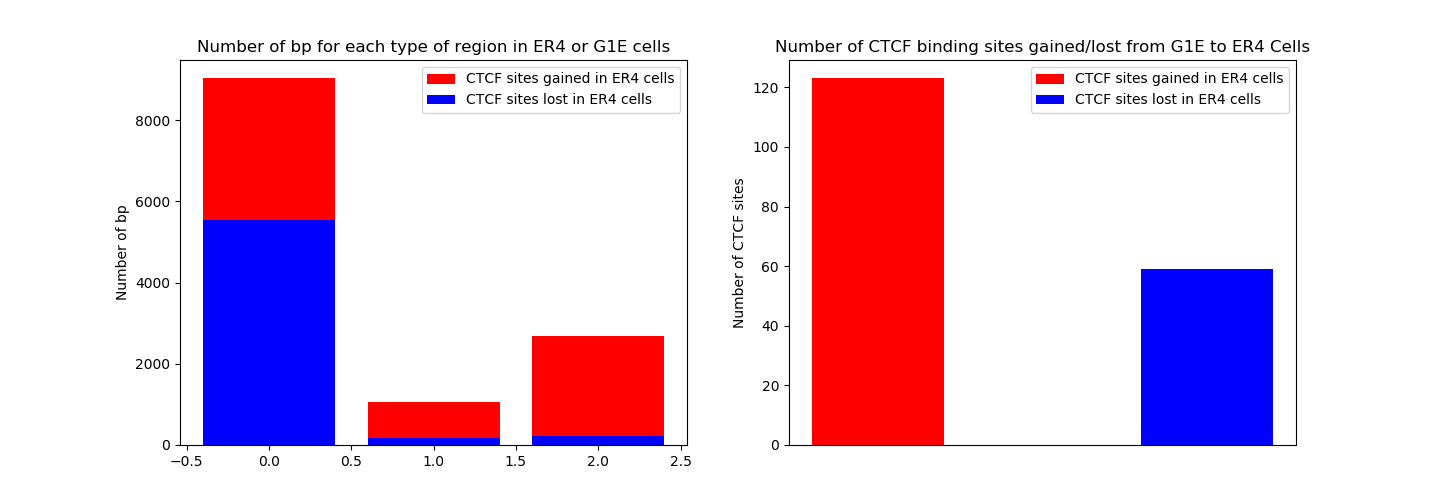 Number of bp for each type of region in ER4 or G1E cells
CTCF sites gained in ER4 cells
CTCF sites lost in ER4 cells
Number of bp
8000
6000
4000
2000
0
−0.5
0.0
0.5
1.0
1.5
2.0
2.5
Number of CTCF binding sites gained/lost from G1E to ER4 Cells
CTCF sites gained in ER4 cells
CTCF sites lost in ER4 cells
Number of CTCF sites
120
100
80
60
40
20
0